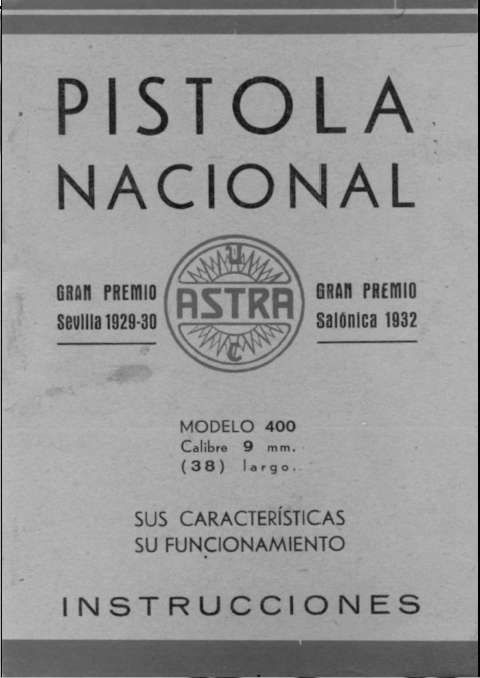 PISTOLA
NACIONAL
U
ASTRA
C
GRAN PREMIO
Sevilla 1929-30
GRAN PREMIO
Salónica 1932
MODELO 400
Calibre 9 mm.
(38) largo.
SUS CARACTERÍSTICAS
SU FUNCIONAMIENTO
INSTRUCCIONES